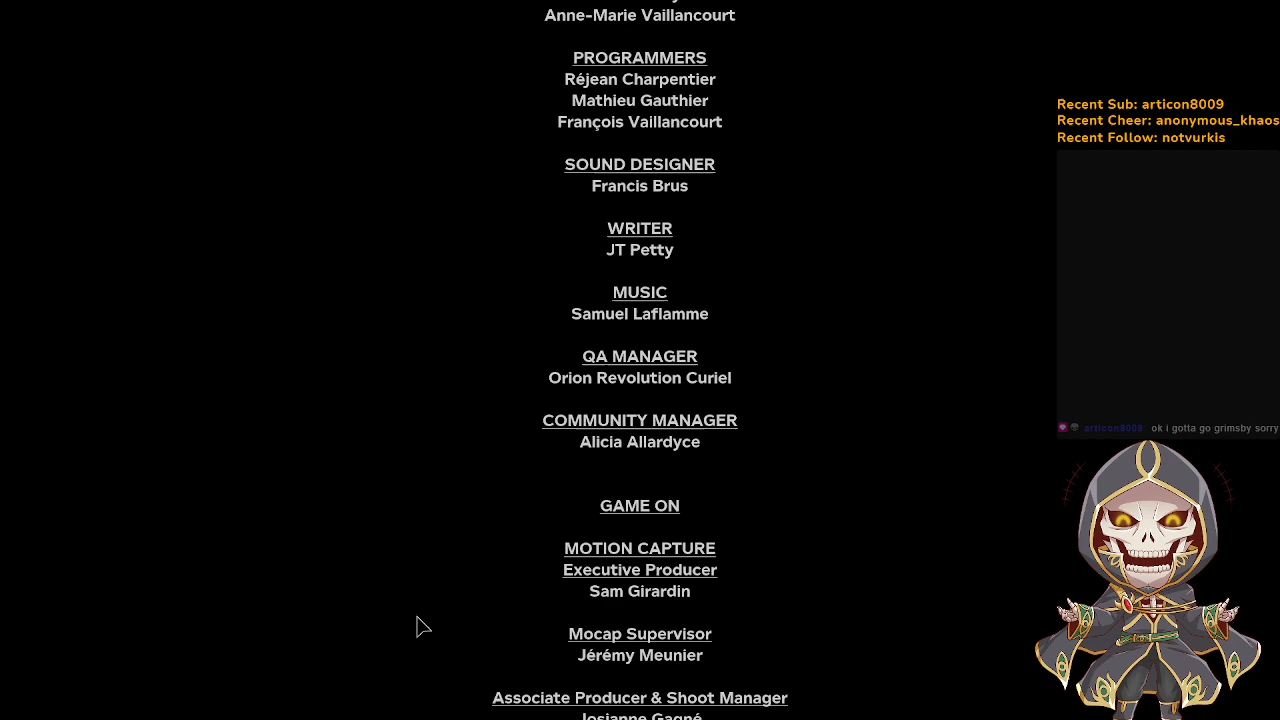 Anne-Marie Vaillancourt
PROGRAMMERS
Réjean Charpentier
Mathieu Gauthier
François Vaillancourt
SOUND DESIGNER
Francis Brus
WRITER
JT Petty
MUSIC
Samuel Laflamme
QA MANAGER
Orion Revolution Curiel
COMMUNITY MANAGER
Alicia Allardyce
GAME ON
MOTION CAPTURE
Executive Producer
Sam Girardin
Mocap Supervisor
Jérémy Meunier
Associate Producer & Shoot Manager
Josianne Gagné
Recent Sub: articon8009
Recent Cheer: anonymous_khaos
Recent Follow: notvurkis
articon8009: ok i gotta go grimsby sorry